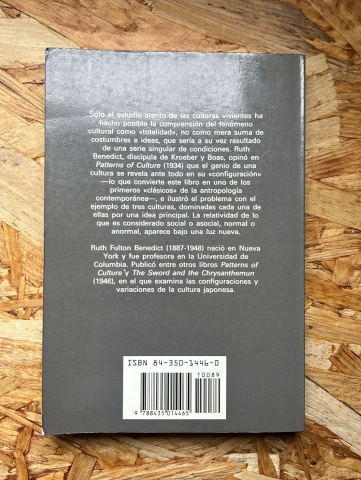 Sólo el estudio atento de las culturas vivientes ha
hecho posible la comprensión del fenómeno
cultural como «totalidad», no como mera suma de
costumbres e ideas, que sería a su vez resultado
de una serie singular de condiciones. Ruth
Benedict, discípula de Kroeber y Boas, opinó en
Patterns of Culture (1934) que el genio de una
cultura se revela ante todo en su «configuración»
—lo que convierte este libro en uno de los
primeros «clásicos» de la antropología
contemporánea—, e ilustró el problema con el
ejemplo de tres culturas, dominadas cada una de
ellas por una idea principal. La relatividad de lo
que es considerado social o asocial, normal o
anormal, aparece bajo una luz nueva.
Ruth Fulton Benedict (1887-1948) nació en Nueva
York y fue profesora en la Universidad de
Columbia. Publicó entre otros libros Patterns of
Culture y The Sword and the Chrysanthemun
(1946), en el que examina las configuraciones y
variaciones de la cultura japonesa.
ISBN 84-350-1446-0
10089
9 788435 014465